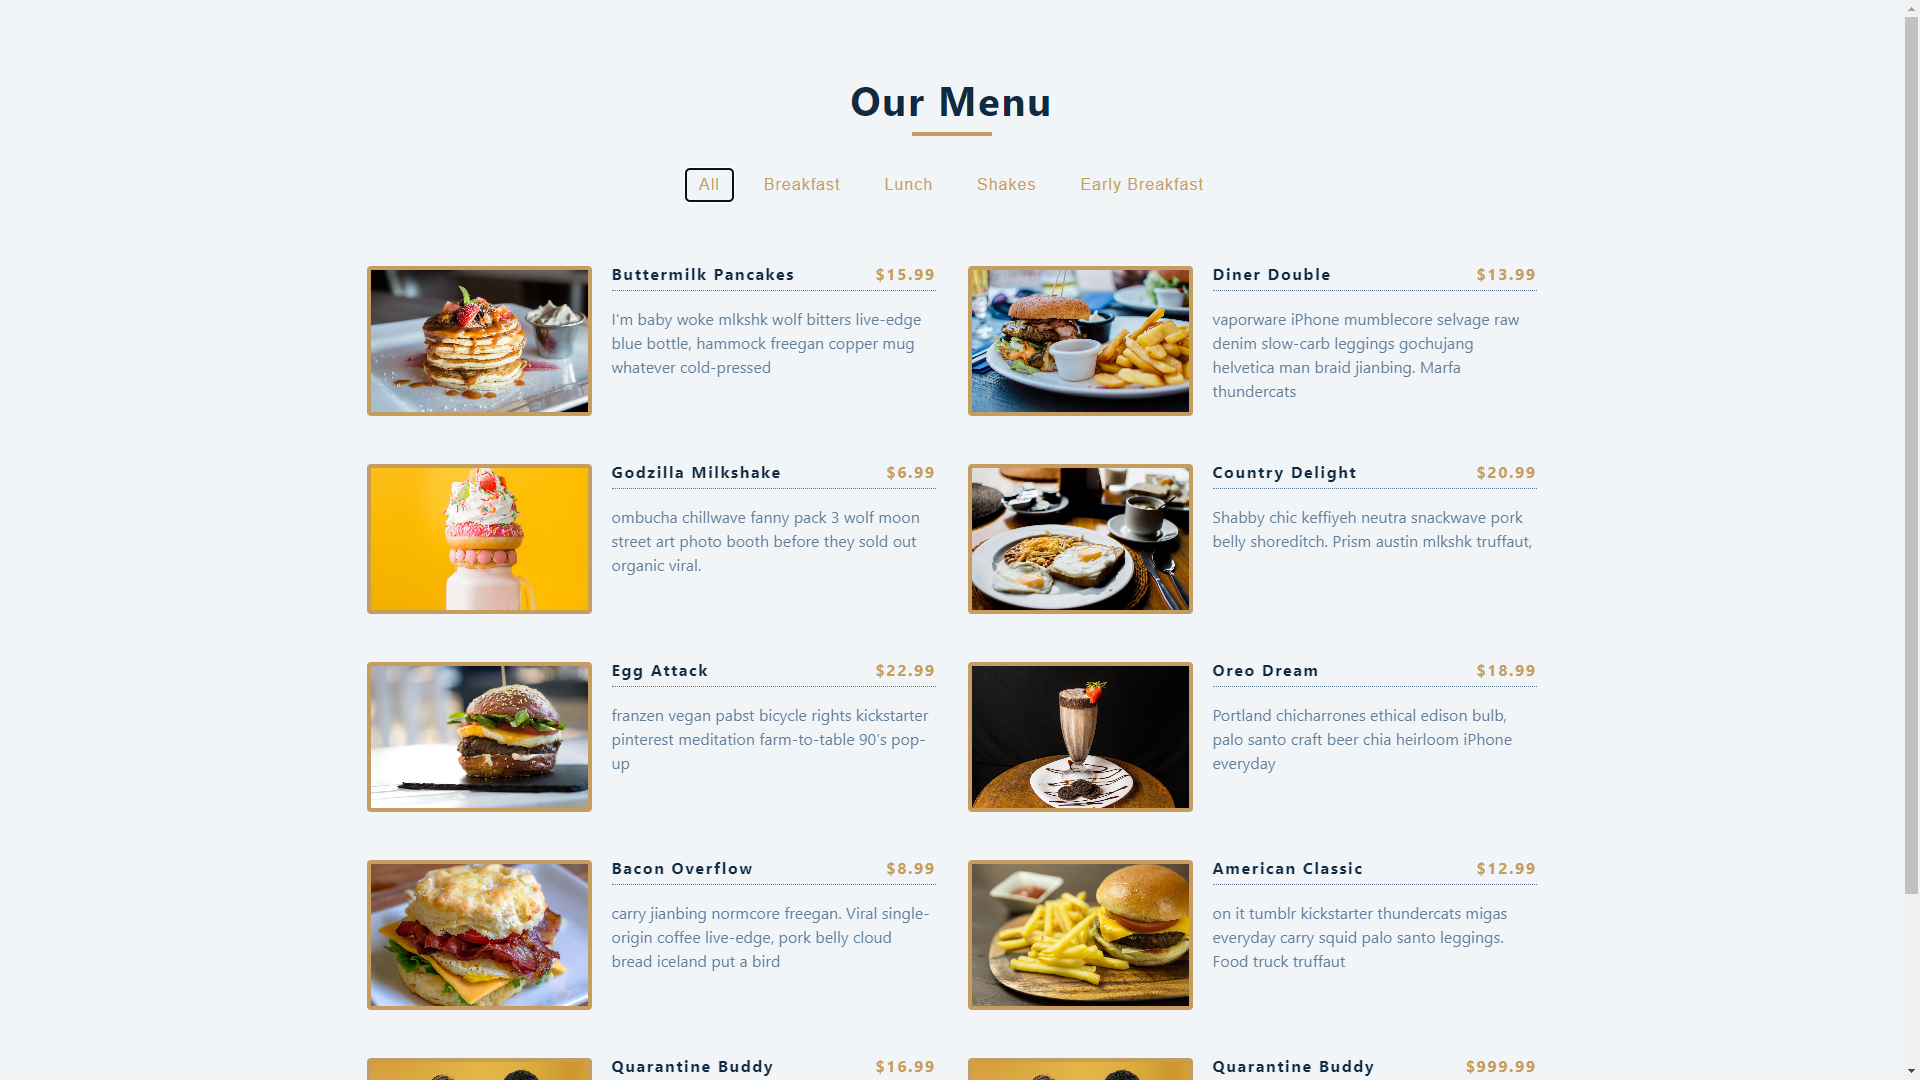 Our Menu
All Breakfast Lunch Shakes Early Breakfast
Buttermilk Pancakes $15.99
I'm baby woke mlkshk wolf bitters live-edge
blue bottle, hammock freegan copper mug
whatever cold-pressed
Diner Double $13.99
vaporware iPhone mumblecore selvage raw
denim slow-carb leggings gochujang
helvetica man braid jianbing. Marfa
thundercats
Godzilla Milkshake $6.99
ombucha chillwave fanny pack 3 wolf moon
street art photo booth before they sold out
organic viral.
Country Delight $20.99
Shabby chic keffiyeh neutra snackwave pork
belly shoreditch. Prism austin mlkshk truffaut,
Egg Attack $22.99
franzen vegan pabst bicycle rights kickstarter
pinterest meditation farm-to-table 90's pop-
up
Oreo Dream $18.99
Portland chicharrones ethical edison bulb,
palo santo craft beer chia heirloom iPhone
everyday
Bacon Overflow $8.99
carry jianbing normcore freegan. Viral single-
origin coffee live-edge, pork belly cloud
bread iceland put a bird
American Classic $12.99
on it tumblr kickstarter thundercats migas
everyday carry squid palo santo leggings.
Food truck truffaut
Quarantine Buddy $16.99
Quarantine Buddy $999.99